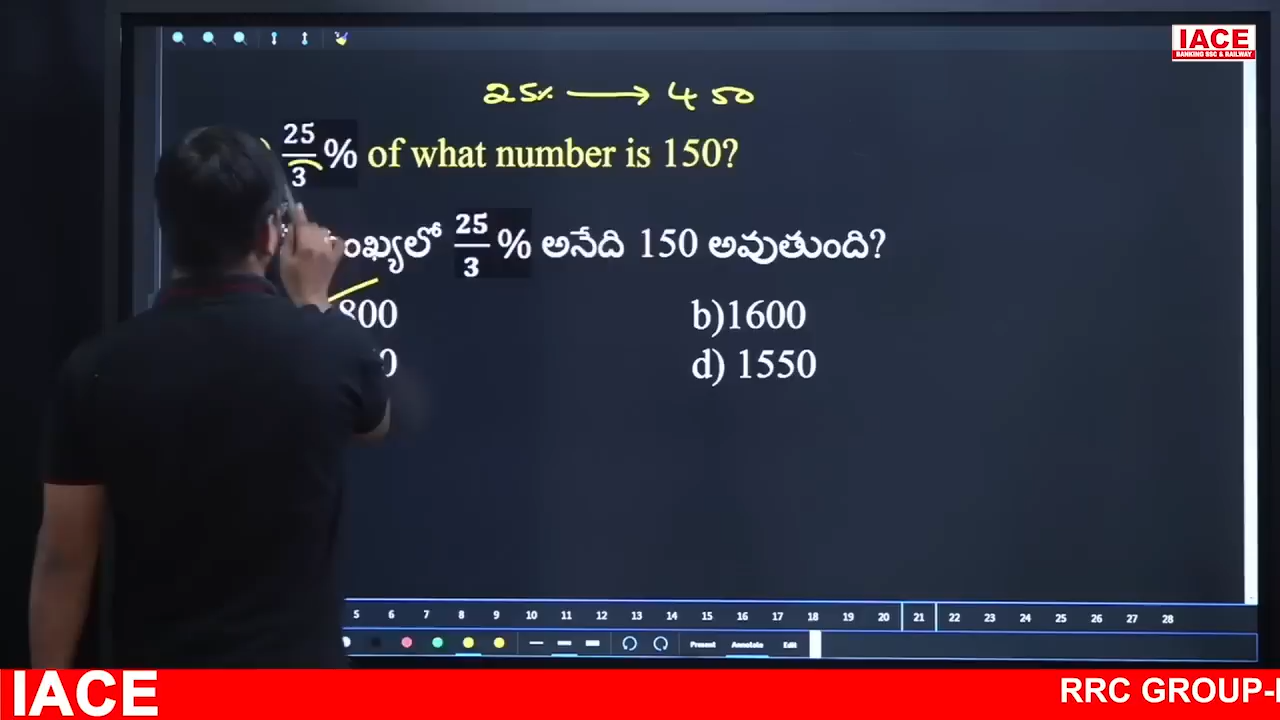 IACE
BANKING SSC & RAILWAY
25% → 4 50
25/3 % of what number is 150?
25/3 % అనేది 150 అవుతుంది?
800
b)1600
d) 1550
5 6 7 8 9 10 11 12 13 14 15 16 17 18 19 20 21 22 23 24 25 26 27 28
Present Annotate Edit
IACE
RRC GROUP-